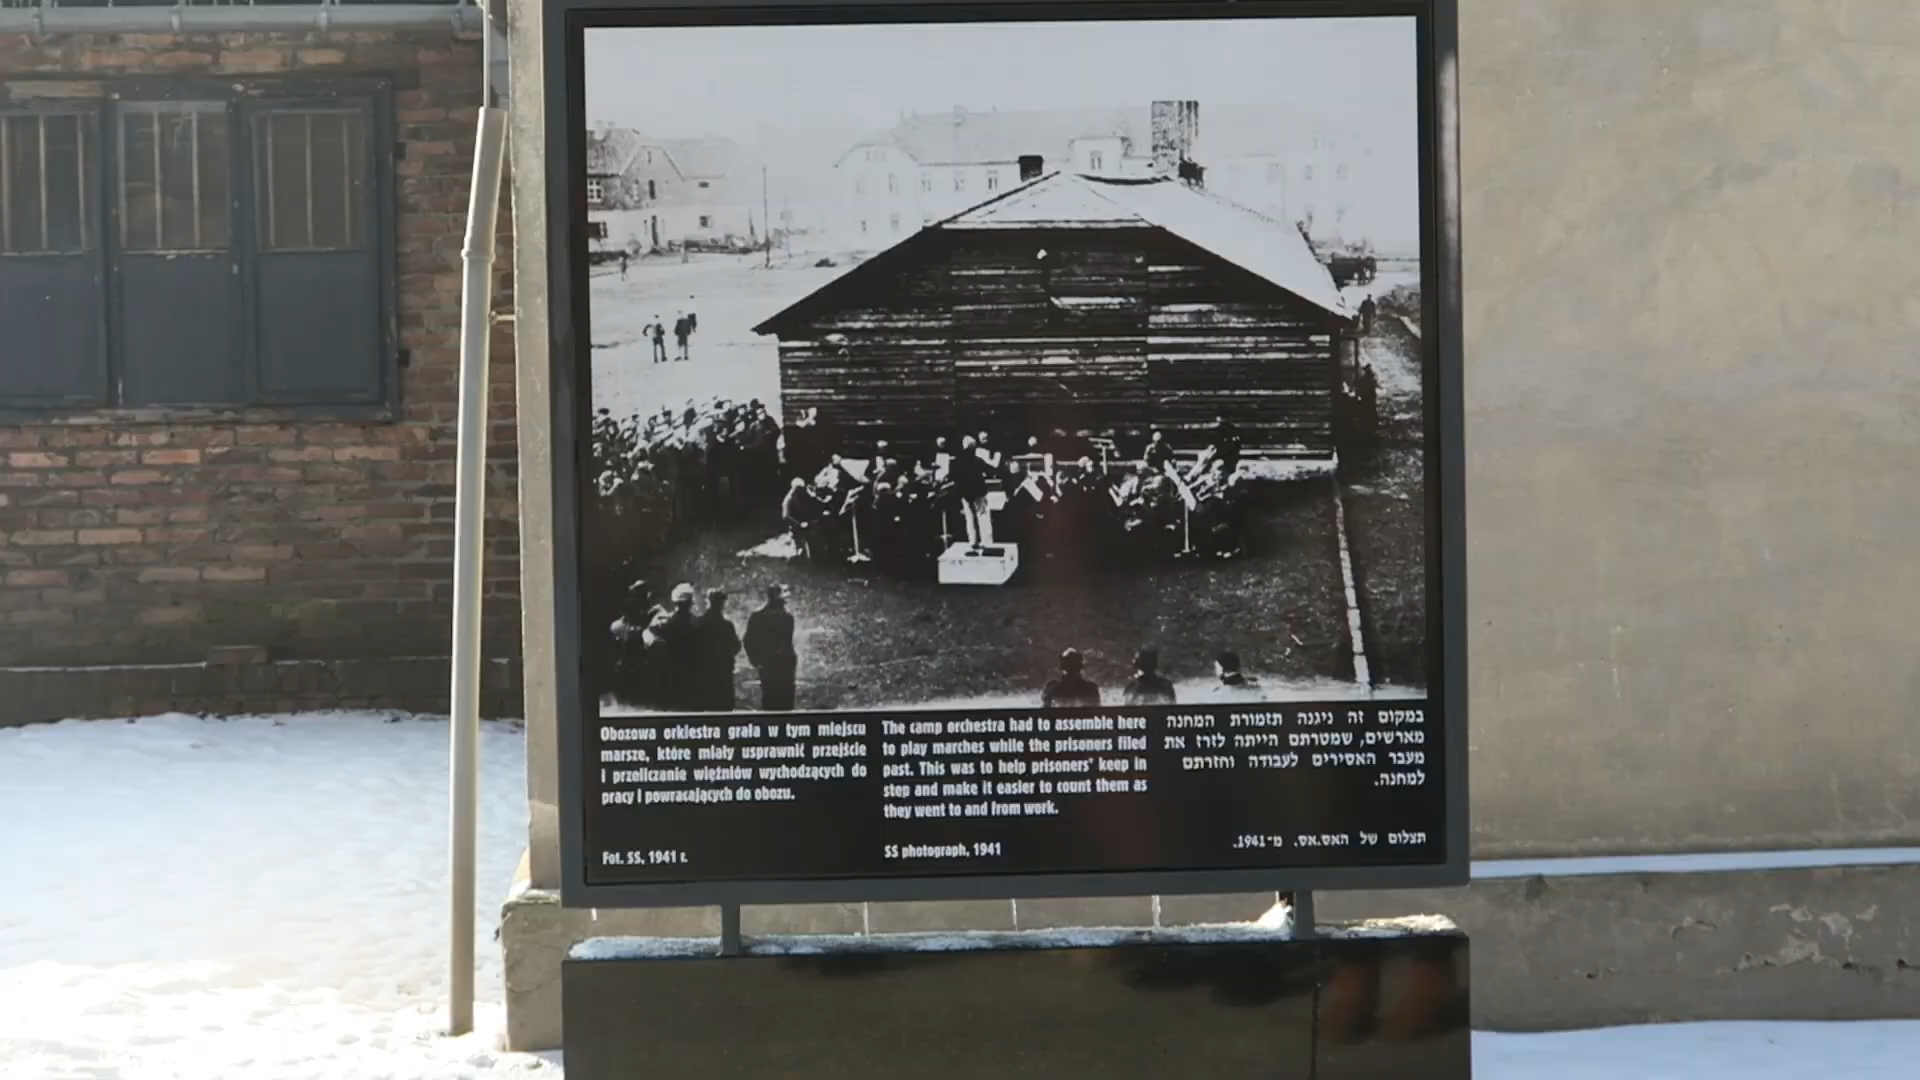 Obozowa orkiestra grała w tym miejscu
marsze, które miały usprawnić przejście
i przeliczanie więźniów wychodzących do
pracy i powracających do obozu.
Fot. SS, 1941 r.
The camp orchestra had to assemble here
to play marches while the prisoners filed
past. This was to help prisoners' keep in
step and make it easier to count them as
they went to and from work.
SS photograph, 1941
במקום זה ניגנה תזמורת המחנה
מארשים, שמטרתם הייתה לזרז את
מעבר האסירים לעבודה וחזרתם
למחנה.
תצלום של האס.אס. מ־1941.